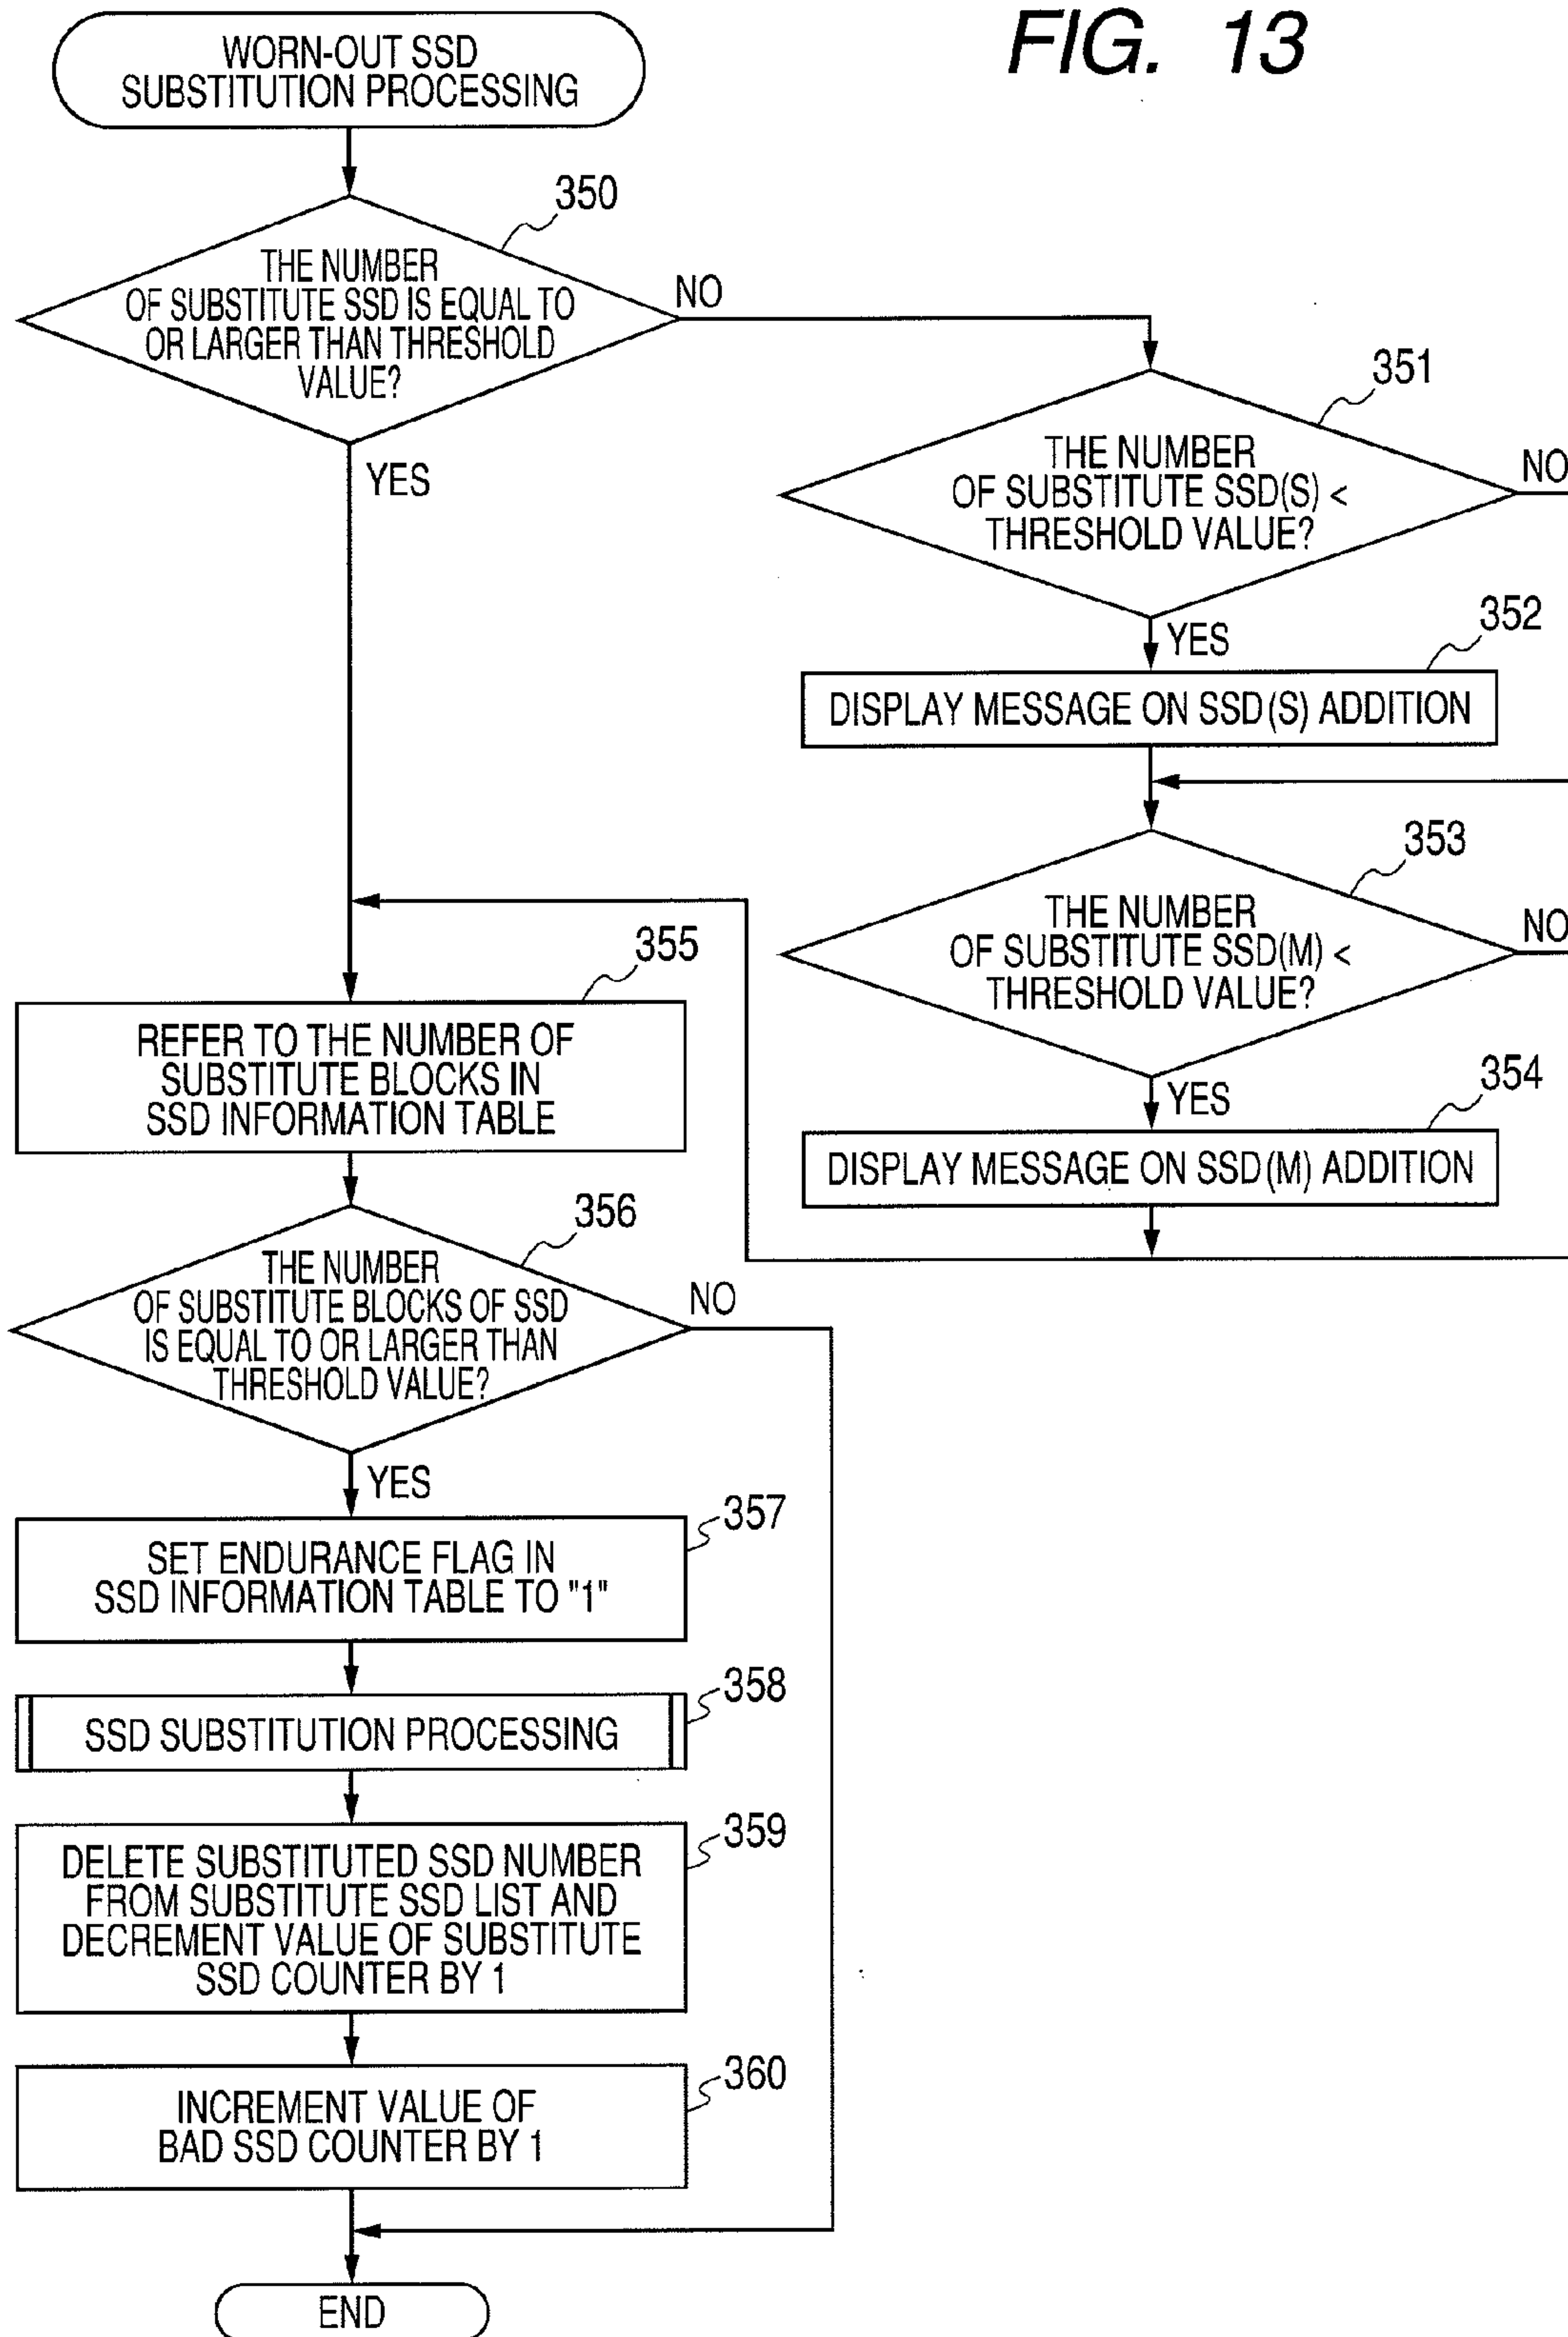 FIG. 13
WORN-OUT SSD
SUBSTITUTION PROCESSING
350
THE NUMBER
OF SUBSTITUTE SSD IS EQUAL TO
OR LARGER THAN THRESHOLD
VALUE?
NO
YES
351
THE NUMBER
OF SUBSTITUTE SSD(S) <
THRESHOLD VALUE?
NO
YES
352
DISPLAY MESSAGE ON SSD(S) ADDITION
353
THE NUMBER
OF SUBSTITUTE SSD(M) <
THRESHOLD VALUE?
NO
YES
354
DISPLAY MESSAGE ON SSD(M) ADDITION
355
REFER TO THE NUMBER OF
SUBSTITUTE BLOCKS IN
SSD INFORMATION TABLE
356
THE NUMBER
OF SUBSTITUTE BLOCKS OF SSD
IS EQUAL TO OR LARGER THAN
THRESHOLD VALUE?
NO
YES
357
SET ENDURANCE FLAG IN
SSD INFORMATION TABLE TO "1"
358
SSD SUBSTITUTION PROCESSING
359
DELETE SUBSTITUTED SSD NUMBER
FROM SUBSTITUTE SSD LIST AND
DECREMENT VALUE OF SUBSTITUTE
SSD COUNTER BY 1
360
INCREMENT VALUE OF
BAD SSD COUNTER BY 1
END